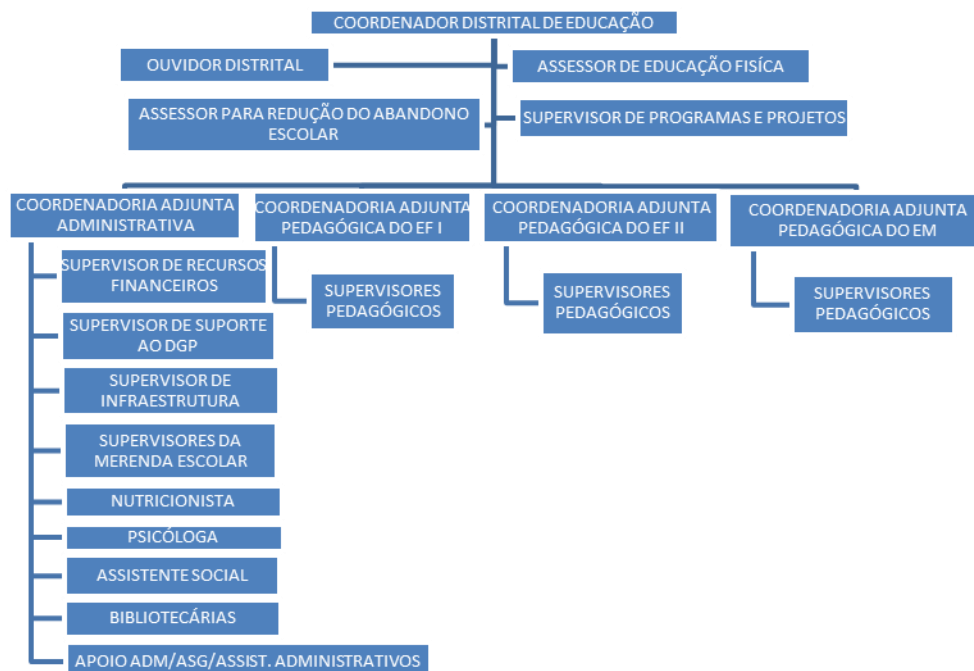 COORDENADOR DISTRITAL DE EDUCAÇÃO
OUVIDOR DISTRITAL
ASSESSOR DE EDUCAÇÃO FISÍCA
ASSESSOR PARA REDUÇÃO DO ABANDONO
ESCOLAR
SUPERVISOR DE PROGRAMAS E PROJETOS
COORDENADORIA ADJUNTA
ADMINISTRATIVA
COORDENADORIA ADJUNTA
PEDAGÓGICA DO EF I
COORDENADORIA ADJUNTA
PEDAGÓGICA DO EF II
COORDENADORIA ADJUNTA
PEDAGÓGICA DO EM
SUPERVISOR DE RECURSOS
FINANCEIROS
SUPERVISOR DE SUPORTE
AO DGP
SUPERVISOR DE
INFRAESTRUTURA
SUPERVISORES DA
MERENDA ESCOLAR
NUTRICIONISTA
PSICÓLOGA
ASSISTENTE SOCIAL
BIBLIOTECÁRIAS
APOIO ADM/ASG/ASSIST. ADMINISTRATIVOS
SUPERVISORES
PEDAGÓGICOS
SUPERVISORES
PEDAGÓGICOS
SUPERVISORES
PEDAGÓGICOS